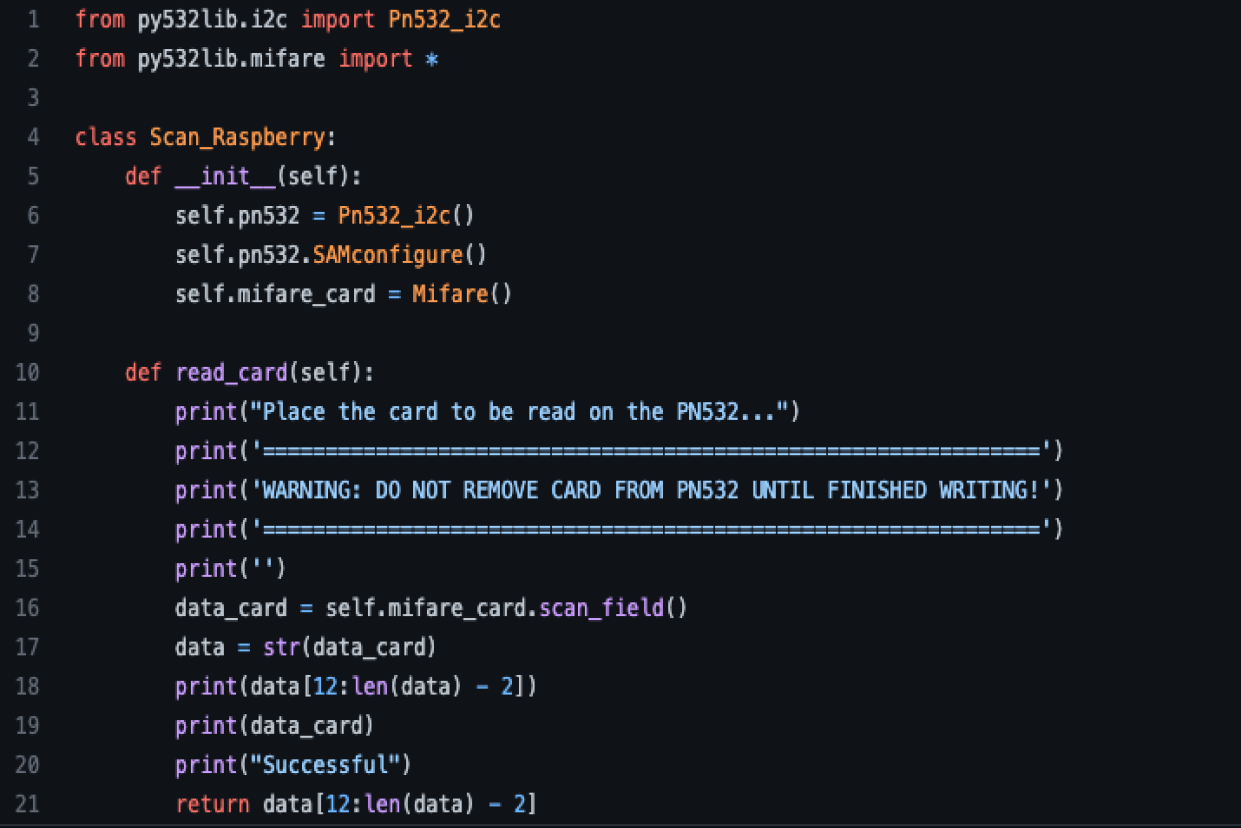 1 from py532lib.i2c import Pn532_i2c
2 from py532lib.mifare import *
3
4 class Scan_Raspberry:
5     def __init__(self):
6         self.pn532 = Pn532_i2c()
7         self.pn532.SAMconfigure()
8         self.mifare_card = Mifare()
9
10     def read_card(self):
11         print("Place the card to be read on the PN532...")
12         print('==============================================================')
13         print('WARNING: DO NOT REMOVE CARD FROM PN532 UNTIL FINISHED WRITING!')
14         print('==============================================================')
15         print('')
16         data_card = self.mifare_card.scan_field()
17         data = str(data_card)
18         print(data[12:len(data) - 2])
19         print(data_card)
20         print("Successful")
21         return data[12:len(data) - 2]